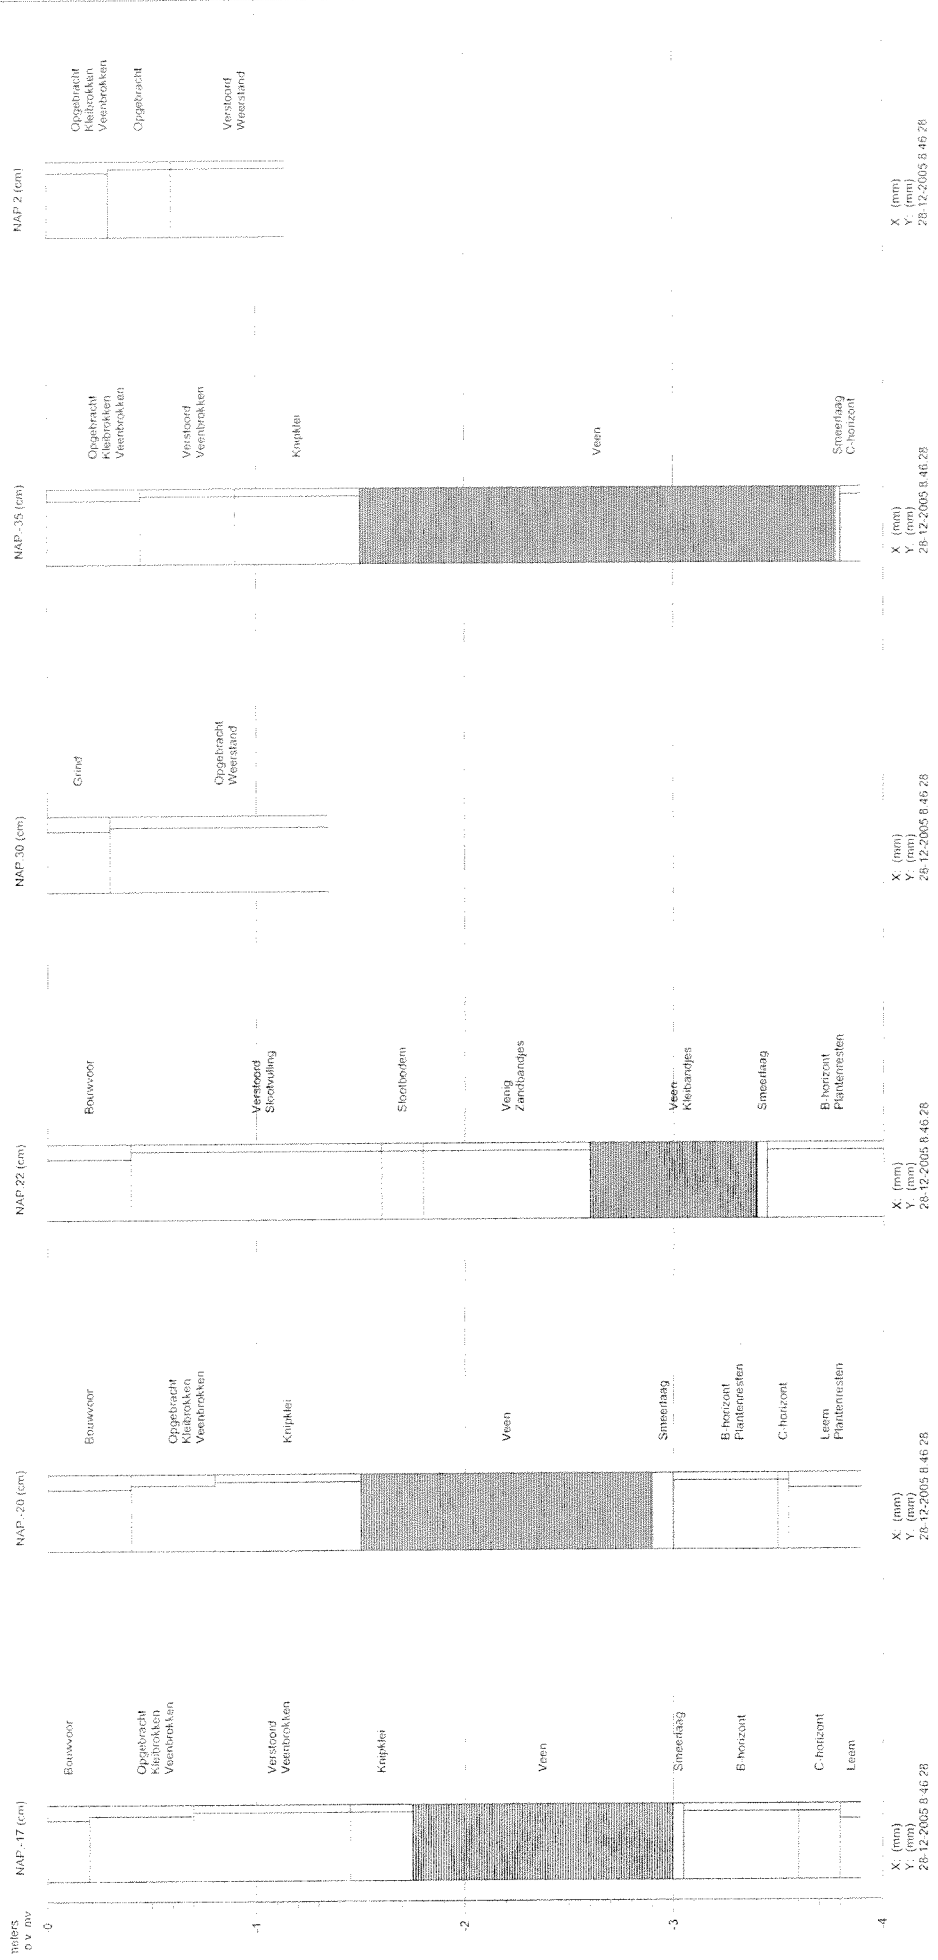 meters
o.v. mv
-0
-1
-2
-3
-4
NAP.-17 (cm)
Bouwvoor
Opgebracht
Kleibrokken
Veenbrokken
Verstoord
Veenbrokken
Knipklei
Veen
Smeerlaag
B-horizont
C-horizont
Leem
X: (mm)
Y: (mm)
28-12-2005 8.46.28
NAP.-20 (cm)
Bouwvoor
Opgebracht
Kleibrokken
Veenbrokken
Knipklei
Veen
Smeerlaag
B-horizont
Plantenresten
C-horizont
Leem
Plantenresten
X: (mm)
Y: (mm)
28-12-2005 8.46.28
NAP.22 (cm)
Bouwvoor
Verstoord
Slootvulling
Slootbodem
Venig
Zandbandjes
Veen
Kleibandjes
Smeerlaag
B-horizont
Plantenresten
X: (mm)
Y: (mm)
28-12-2005 8.46.28
NAP.30 (cm)
Grind
Opgebracht
Weerstand
X: (mm)
Y: (mm)
28-12-2005 8.46.28
NAP.-35 (cm)
Opgebracht
Kleibrokken
Veenbrokken
Verstoord
Veenbrokken
Knipklei
Veen
Smeerlaag
C-horizont
X: (mm)
Y: (mm)
28-12-2005 8.46.28
NAP.2 (cm)
Opgebracht
Kleibrokken
Veenbrokken
Opgebracht
Verstoord
Weerstand
X: (mm)
Y: (mm)
28-12-2005 8.46.28